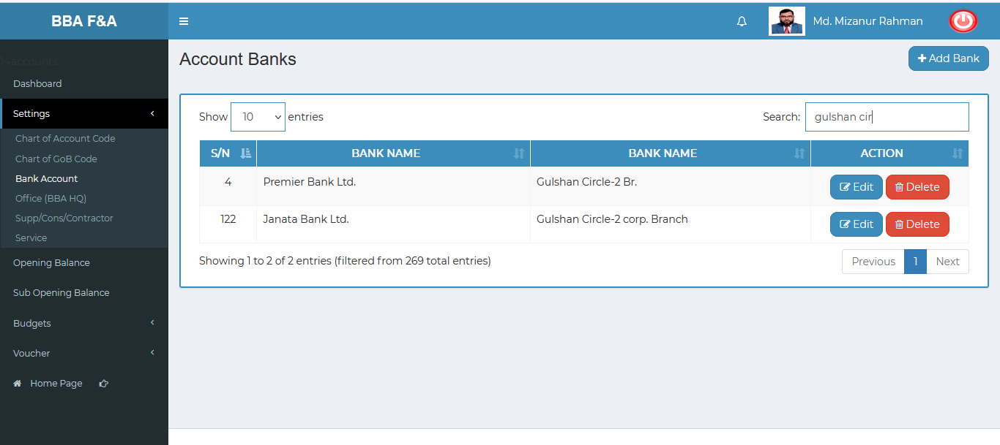 BBA F&A
Md. Mizanur Rahman
14accounts
Dashboard
Settings
Chart of Account Code
Chart of GoB Code
Bank Account
Office (BBA HQ)
Supp/Cons/Contractor
Service
Opening Balance
Sub Opening Balance
Budgets
Voucher
Home Page
Account Banks
Add Bank
Show 10 entries
Search: gulshan cir
S/N BANK NAME BANK NAME ACTION
4 Premier Bank Ltd. Gulshan Circle-2 Br. Edit Delete
122 Janata Bank Ltd. Gulshan Circle-2 corp. Branch Edit Delete
Showing 1 to 2 of 2 entries (filtered from 269 total entries)
Previous 1 Next